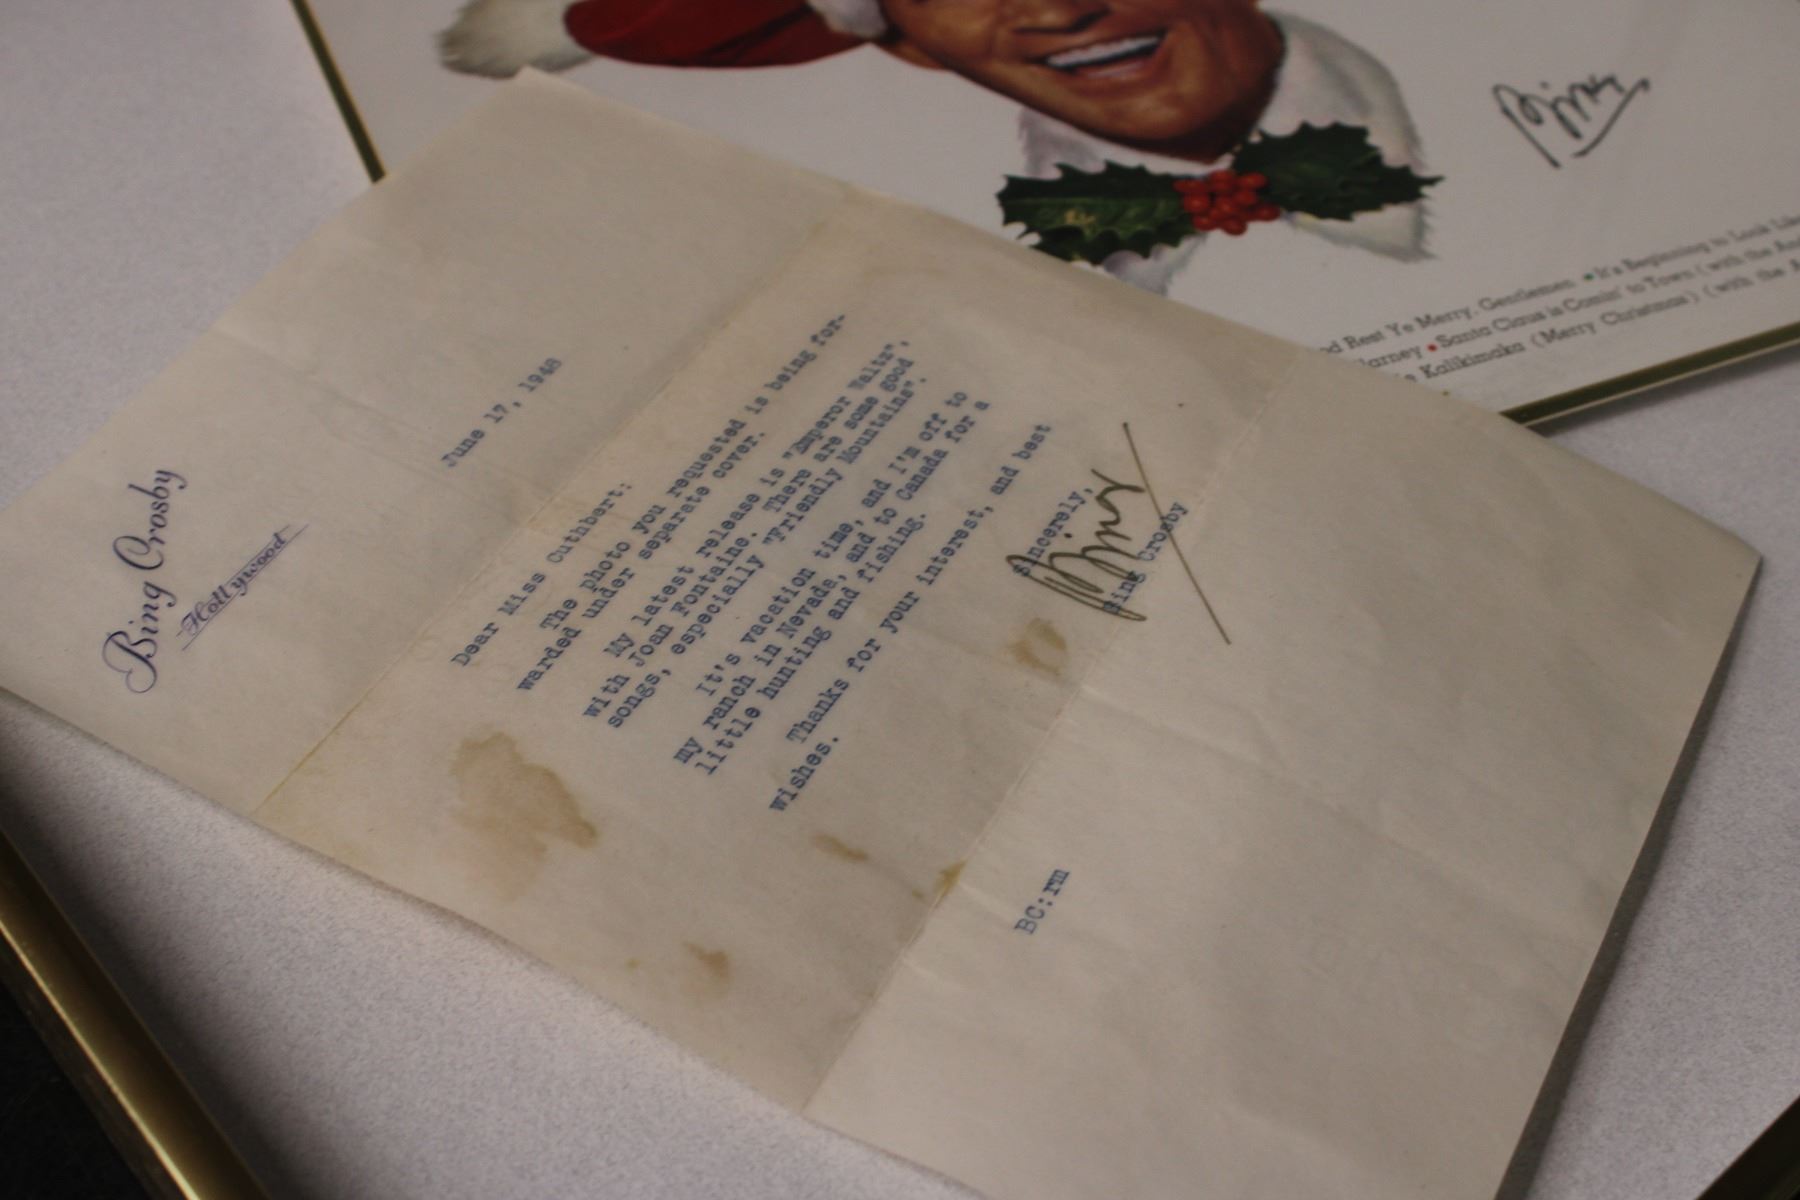 Bing Crosby
Hollywood
June 17, 1948
Dear Miss Cuthbert:
The photo you requested is being for-
warded under separate cover.
My latest release is "Emperor Waltz",
with Joan Fontaine. There are some good
songs, especially "Friendly Mountains".
It's vacation time, and I'm off to
my ranch in Nevada, and to Canada for a
little hunting and fishing.
Thanks for your interest, and best
wishes.
Sincerely,
Bing
Bing Crosby
BC:rm
Bing
Rest Ye Merry, Gentlemen • It's Beginning to Look
• Santa Claus is Comin' to Town (with the
Kalikimaka (Merry Christmas) (with the